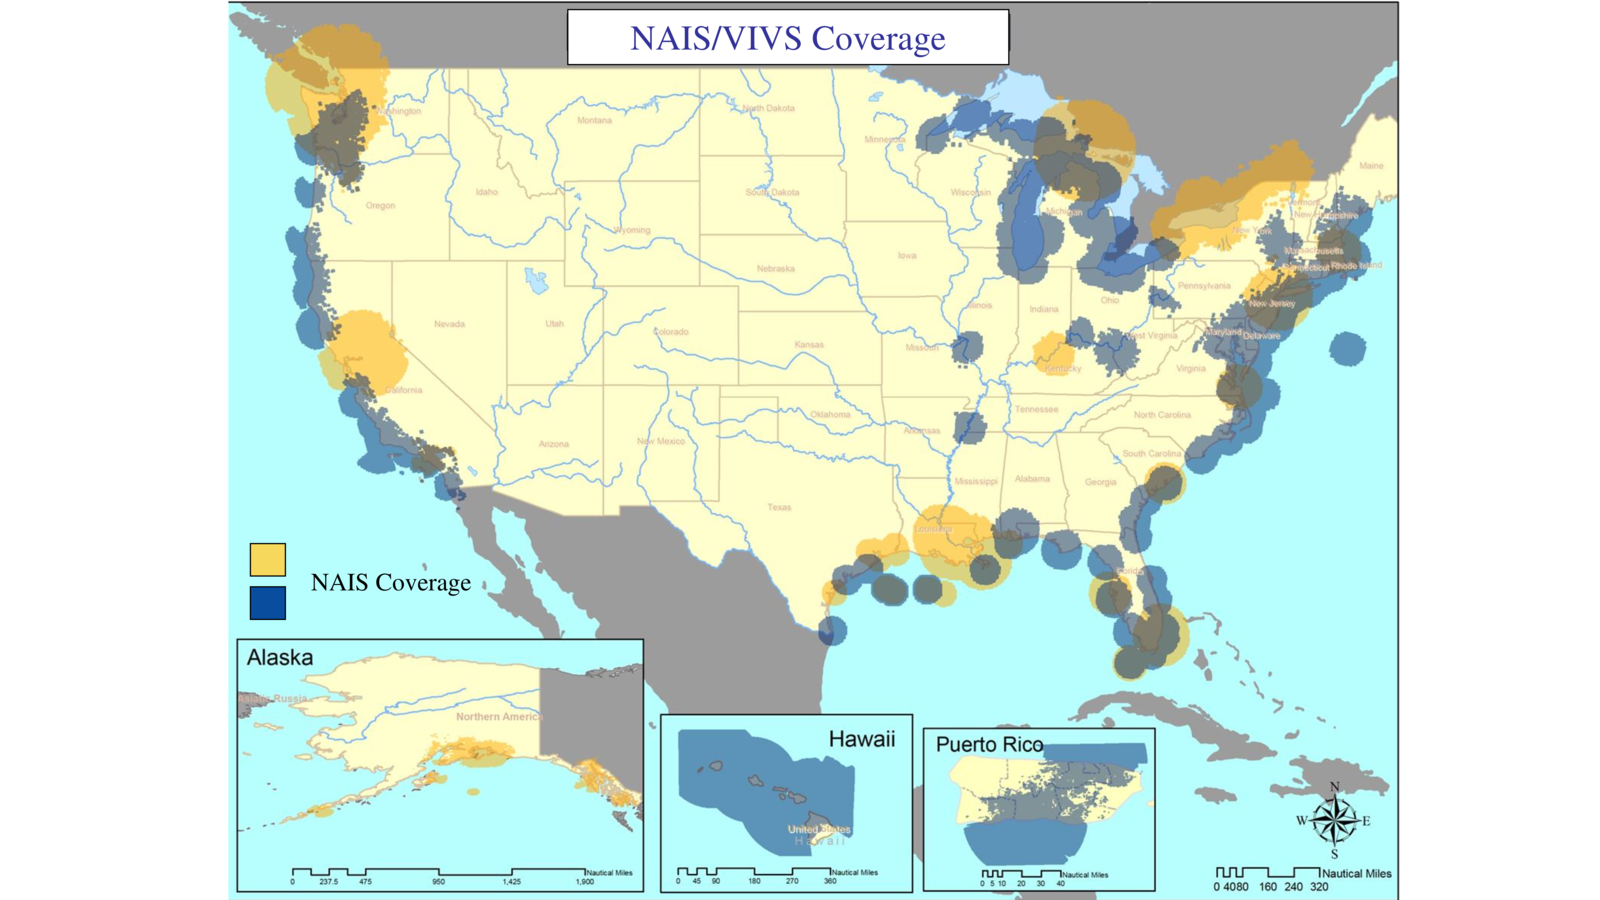 NAIS/VIVS Coverage
Washington
Montana
North Dakota
Minnesota
Maine
Oregon
Idaho
South Dakota
Wisconsin
Michigan
Vermont
New Hampshire
New York
Wyoming
Massachusetts
Connecticut Rhode Island
Iowa
Nebraska
Pennsylvania
Nevada
Utah
Colorado
Illinois
Indiana
Ohio
New Jersey
Kansas
Missouri
West Virginia
Maryland
Delaware
Kentucky
Virginia
California
Oklahoma
Arkansas
Tennessee
North Carolina
Arizona
New Mexico
South Carolina
Mississippi
Alabama
Georgia
Texas
Louisiana
Florida
NAIS Coverage
Alaska
Russia
Northern America
0 237.5 475 950 1,425 1,900
Nautical Miles
Hawaii
United States
Hawaii
0 45 90 180 270 360
Nautical Miles
Puerto Rico
0 5 10 20 30 40
Nautical Miles
N
W E
S
Nautical Miles
0 40 80 160 240 320